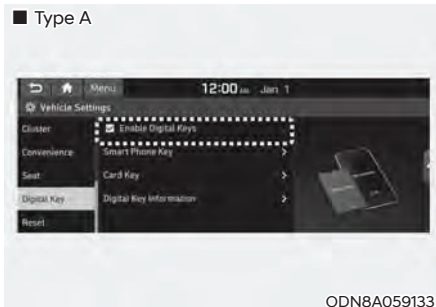 ■ Type A
Menu 12:00 AM Jan 1
Vehicle Settings
Cluster
Enable Digital Keys
Convenience
Smart Phone Key
Seat
Card Key
Digital Key
Digital Key Information
Reset
ODN8A059133